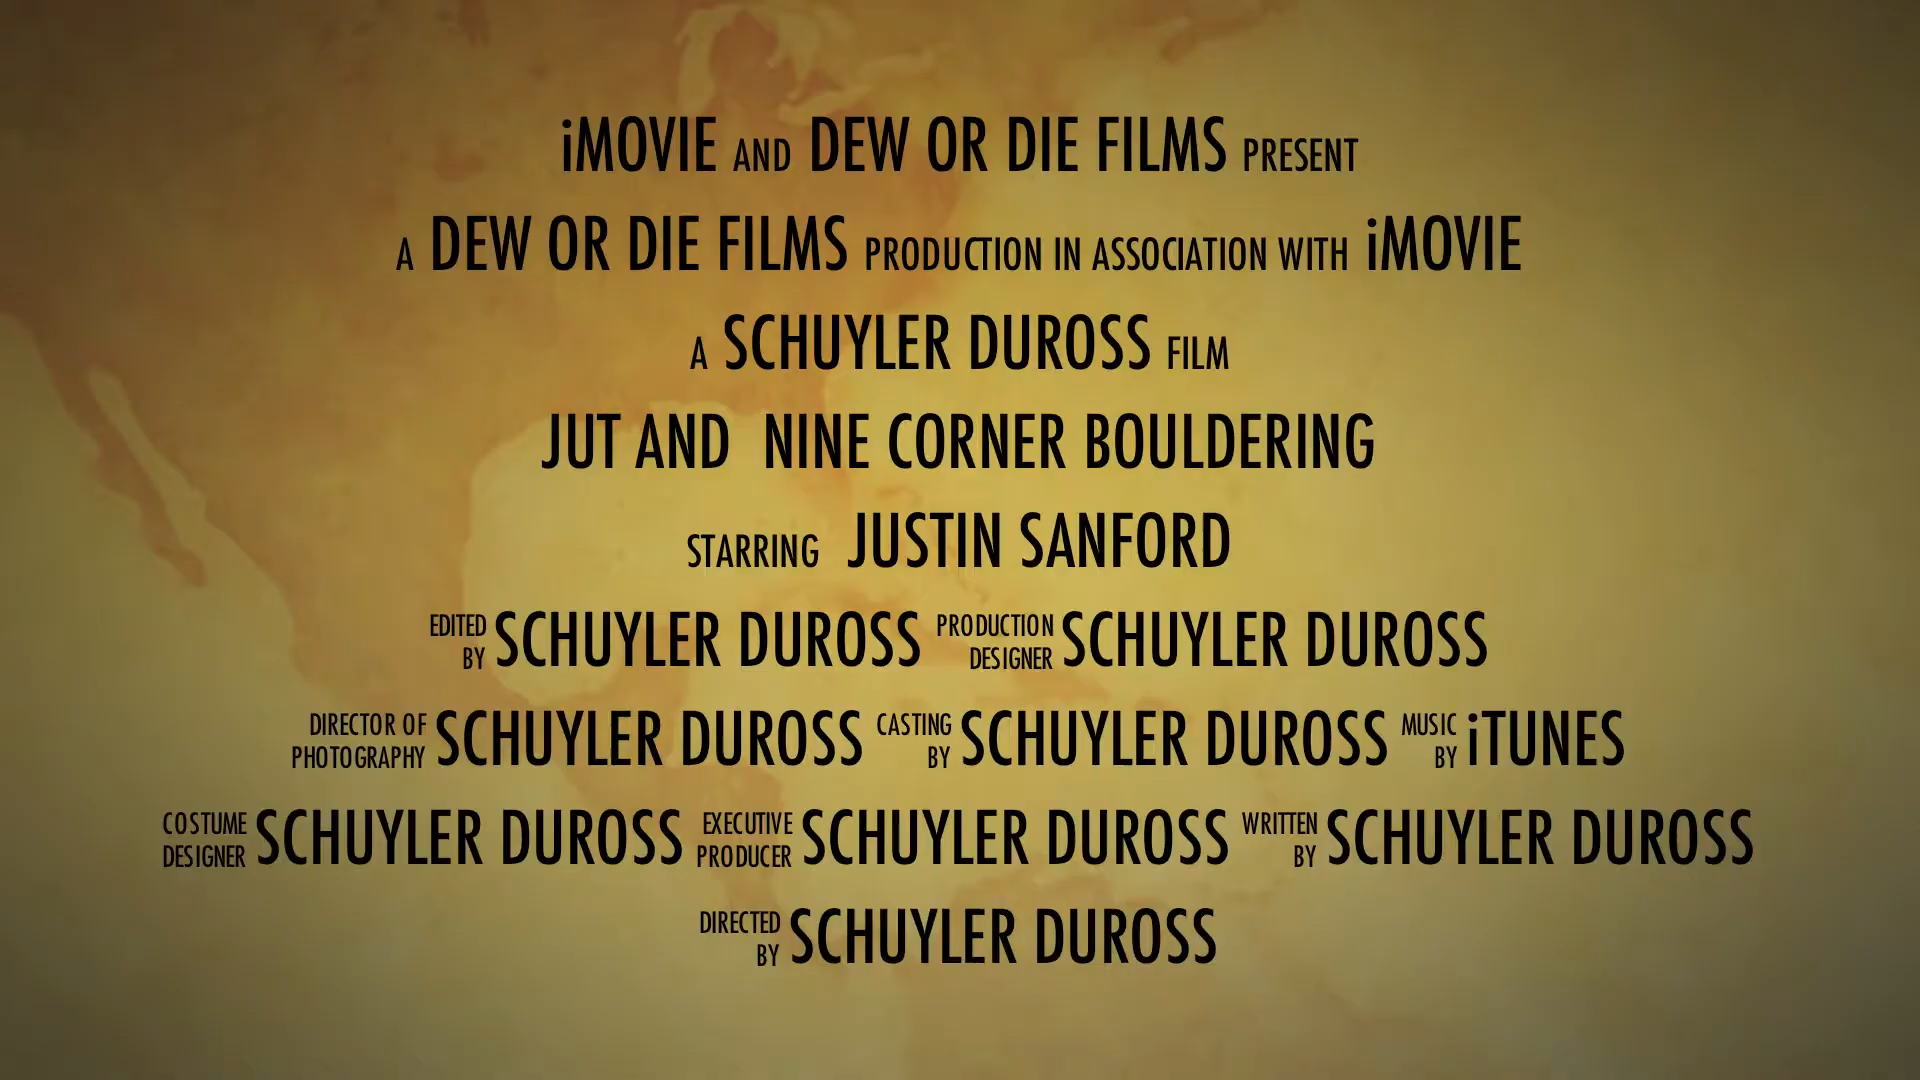 iMOVIE AND DEW OR DIE FILMS PRESENT
A DEW OR DIE FILMS PRODUCTION IN ASSOCIATION WITH iMOVIE
A SCHUYLER DUROSS FILM
JUT AND NINE CORNER BOULDERING
STARRING JUSTIN SANFORD
EDITED BY SCHUYLER DUROSS PRODUCTION DESIGNER SCHUYLER DUROSS
DIRECTOR OF PHOTOGRAPHY SCHUYLER DUROSS CASTING BY SCHUYLER DUROSS MUSIC BY iTUNES
COSTUME DESIGNER SCHUYLER DUROSS EXECUTIVE PRODUCER SCHUYLER DUROSS WRITTEN BY SCHUYLER DUROSS
DIRECTED BY SCHUYLER DUROSS